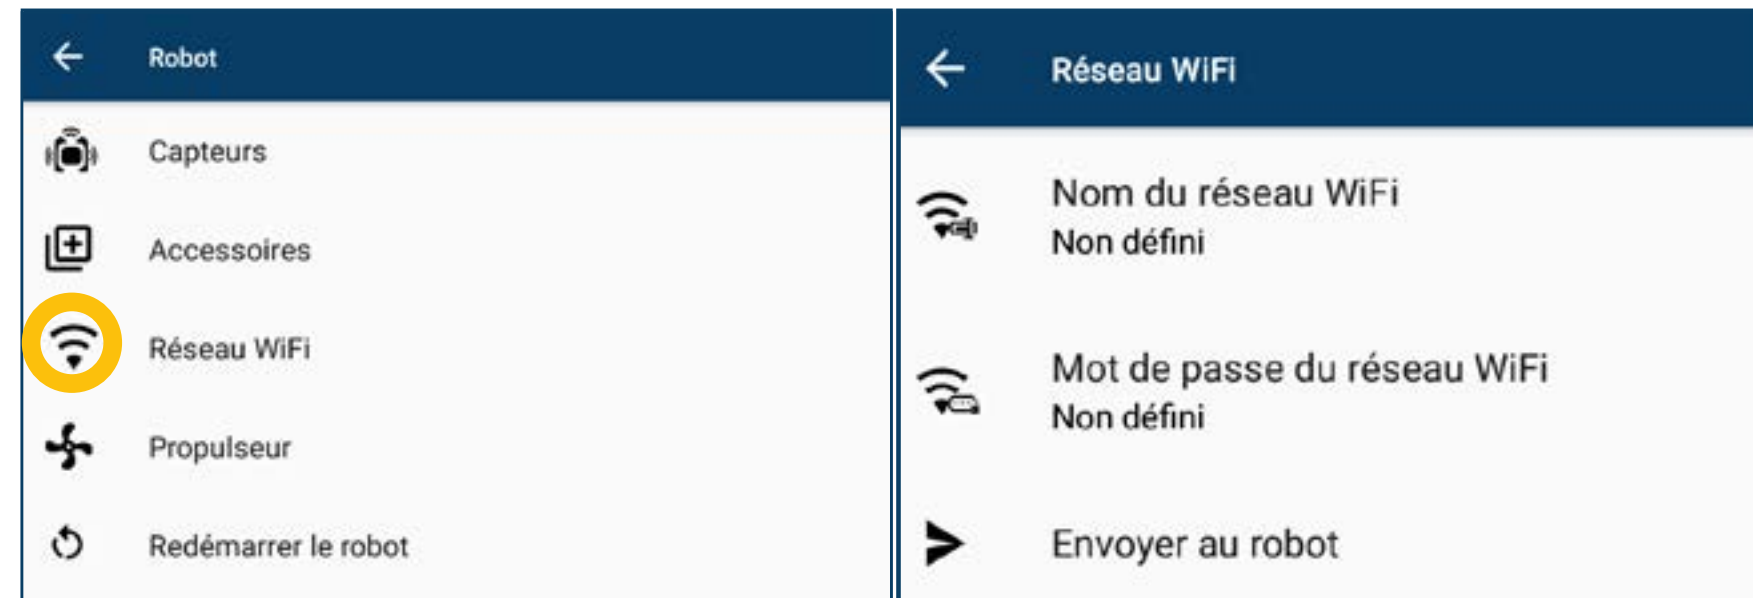 Robot
Capteurs
Accessoires
Réseau WiFi
Propulseur
Redémarrer le robot
Réseau WiFi
Nom du réseau WiFi
Non défini
Mot de passe du réseau WiFi
Non défini
Envoyer au robot